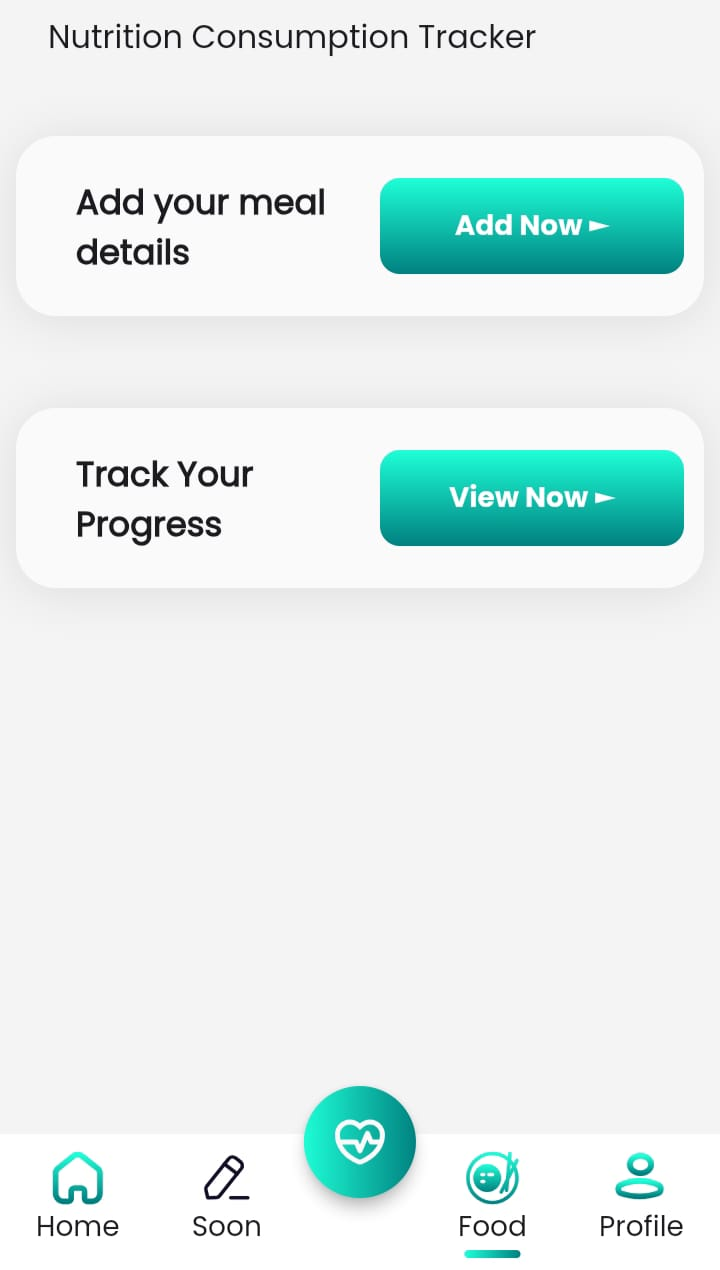 Nutrition Consumption Tracker
Add your meal
details
Add Now ►
Track Your
Progress
View Now ►
Home
Soon
Food
Profile